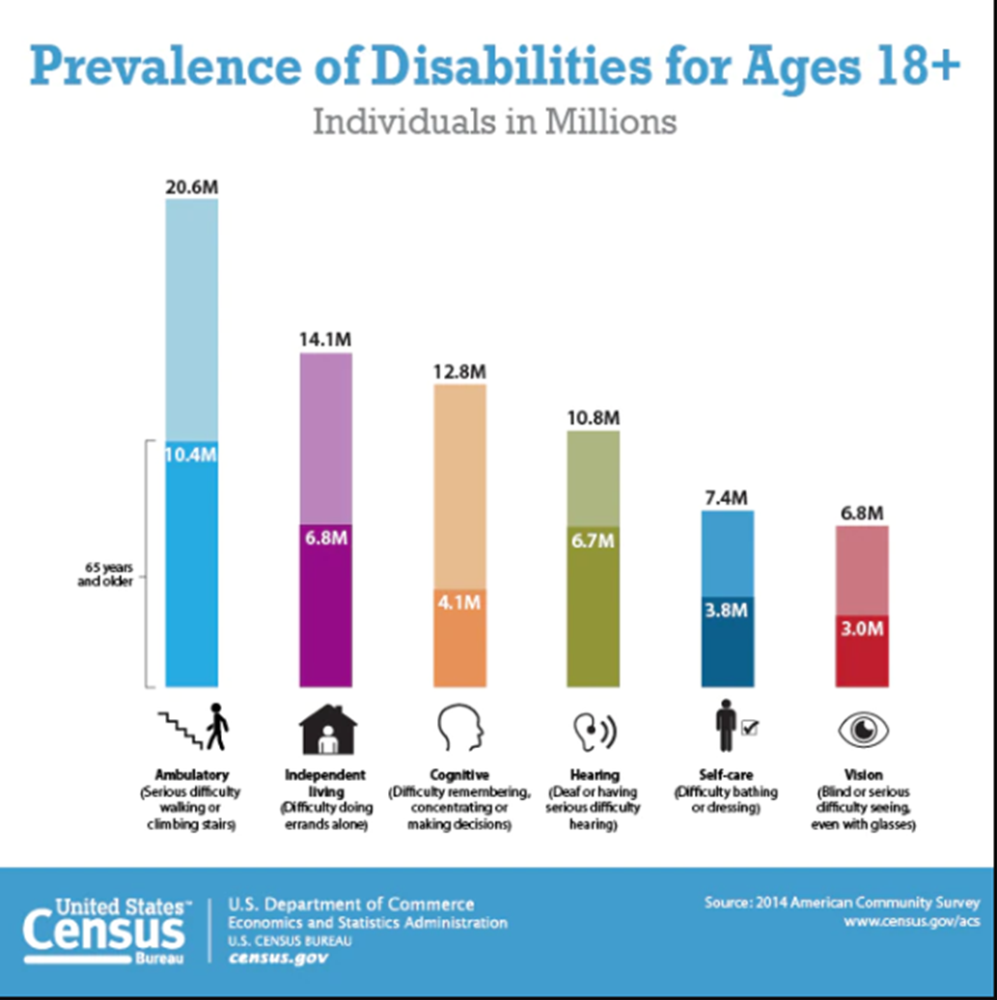 Prevalence of Disabilities for Ages 18+
Individuals in Millions
20.6M
14.1M
12.8M
10.8M
7.4M
6.8M
10.4M
6.8M
4.1M
6.7M
3.8M
3.0M
65 years
and older
Ambulatory
(Serious difficulty
walking or
climbing stairs)
Independent
living
(Difficulty doing
errands alone)
Cognitive
(Difficulty remembering,
concentrating or
making decisions)
Hearing
(Deaf or having
serious difficulty
hearing)
Self-care
(Difficulty bathing
or dressing)
Vision
(Blind or serious
difficulty seeing,
even with glasses)
United States™
Census
Bureau
U.S. Department of Commerce
Economics and Statistics Administration
U.S. CENSUS BUREAU
census.gov
Source: 2014 American Community Survey
www.census.gov/acs